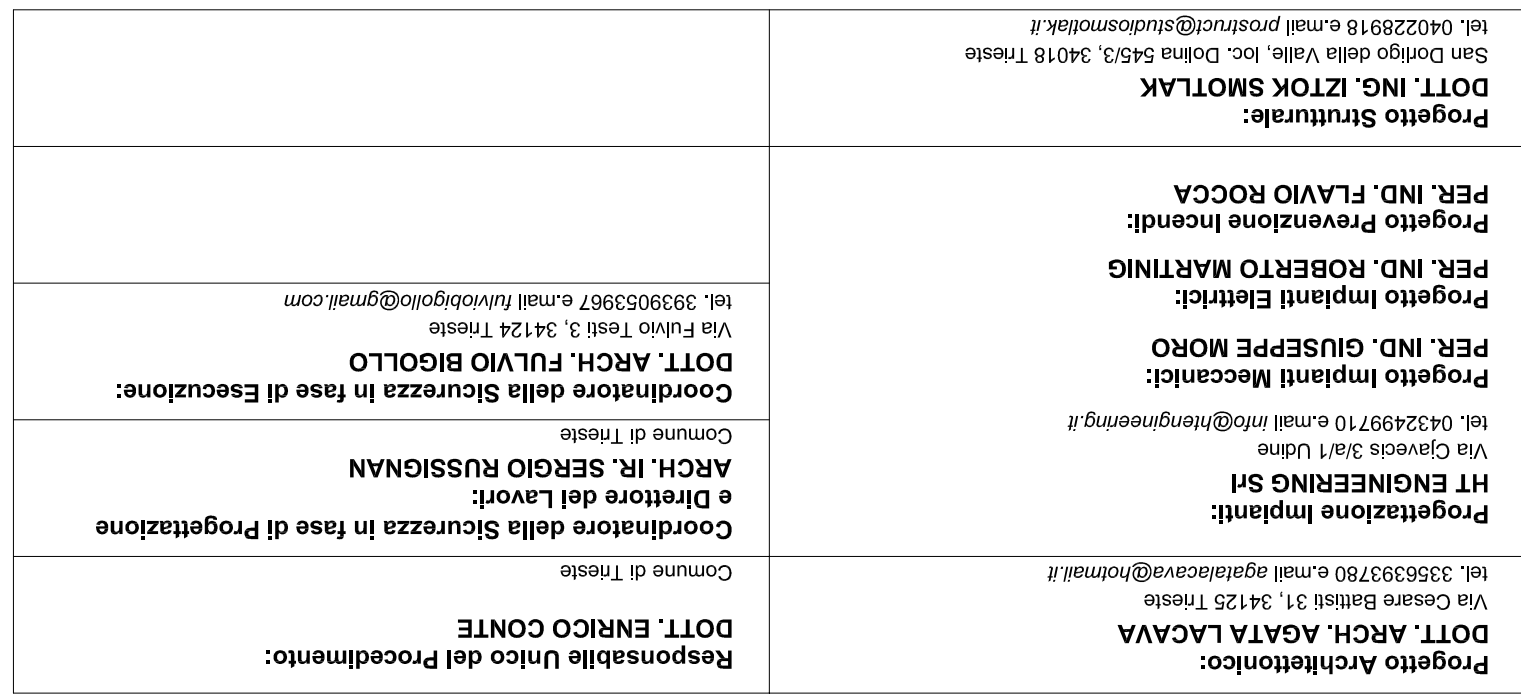 Progetto Architettonico:
DOTT. ARCH. AGATA LACAVA
Via Cesare Battisti 31, 34125 Trieste
tel. 3356393780 e.mail agatalacava@hotmail.it
Responsabile Unico del Procedimento:
DOTT. ENRICO CONTE
Comune di Trieste
Progettazione Impianti:
HT ENGINEERING Srl
Via Cjavecis 3/a/1 Udine
tel. 0432499710 e.mail info@htengineering.it
Progetto Impianti Meccanici:
PER. IND. GIUSEPPE MORO
Progetto Impianti Elettrici:
PER. IND. ROBERTO MARTINIG
Progetto Prevenzione Incendi:
PER. IND. FLAVIO ROCCA
Coordinatore della Sicurezza in fase di Progettazione
e Direttore dei Lavori:
ARCH. IR. SERGIO RUSSIGNAN
Comune di Trieste
Coordinatore della Sicurezza in fase di Esecuzione:
DOTT. ARCH. FULVIO BIGOLLO
Via Fulvio Testi 3, 34124 Trieste
tel. 3939053967 e.mail fulviobigollo@gmail.com
Progetto Strutturale:
DOTT. ING. IZTOK SMOTLAK
San Dorligo della Valle, loc. Dolina 545/3, 34018 Trieste
tel. 040228918 e.mail prostruct@studiosmotlak.it